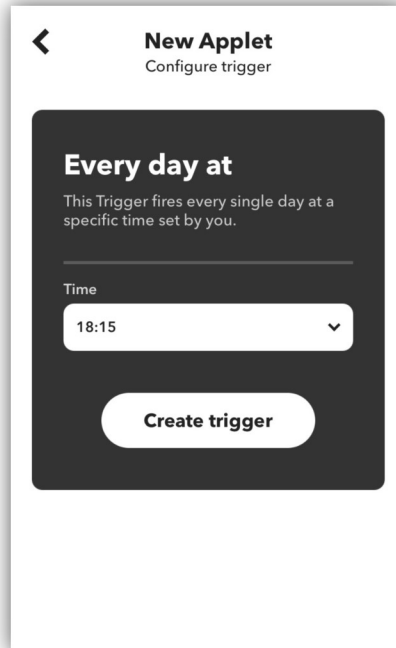 New Applet
Configure trigger
Every day at
This Trigger fires every single day at a
specific time set by you.
Time
18:15
Create trigger